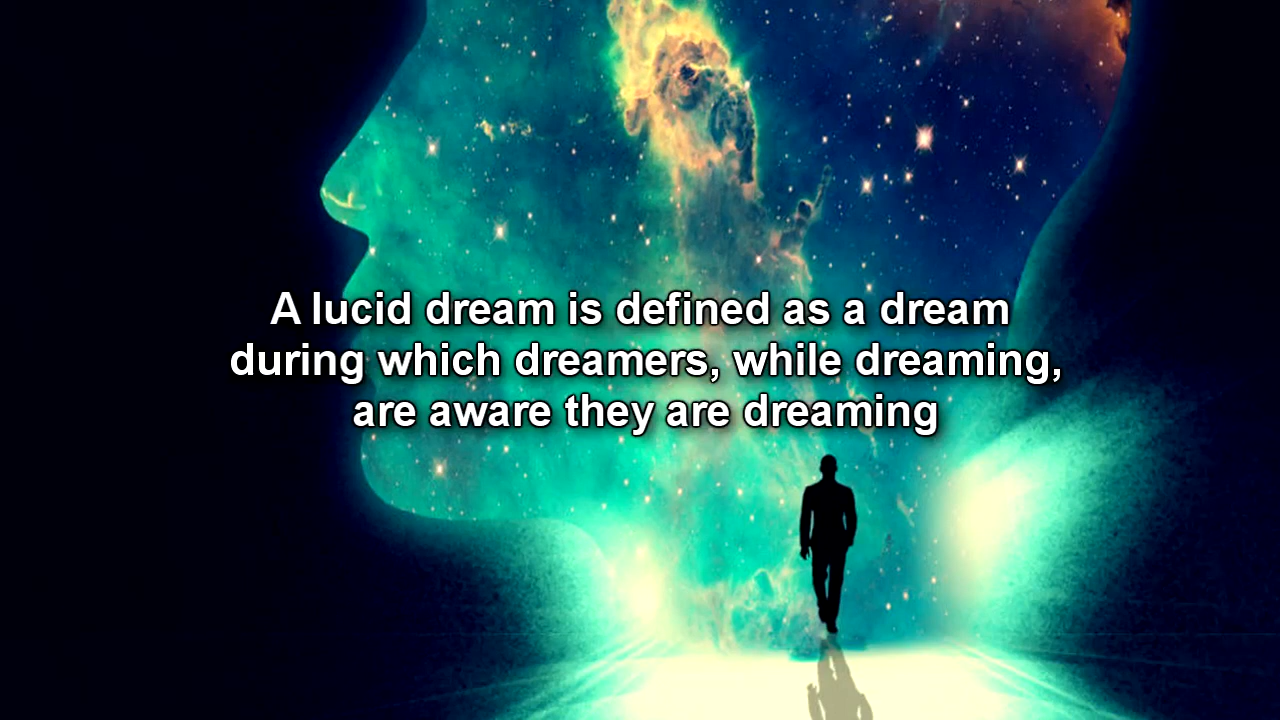 A lucid dream is defined as a dream
during which dreamers, while dreaming,
are aware they are dreaming